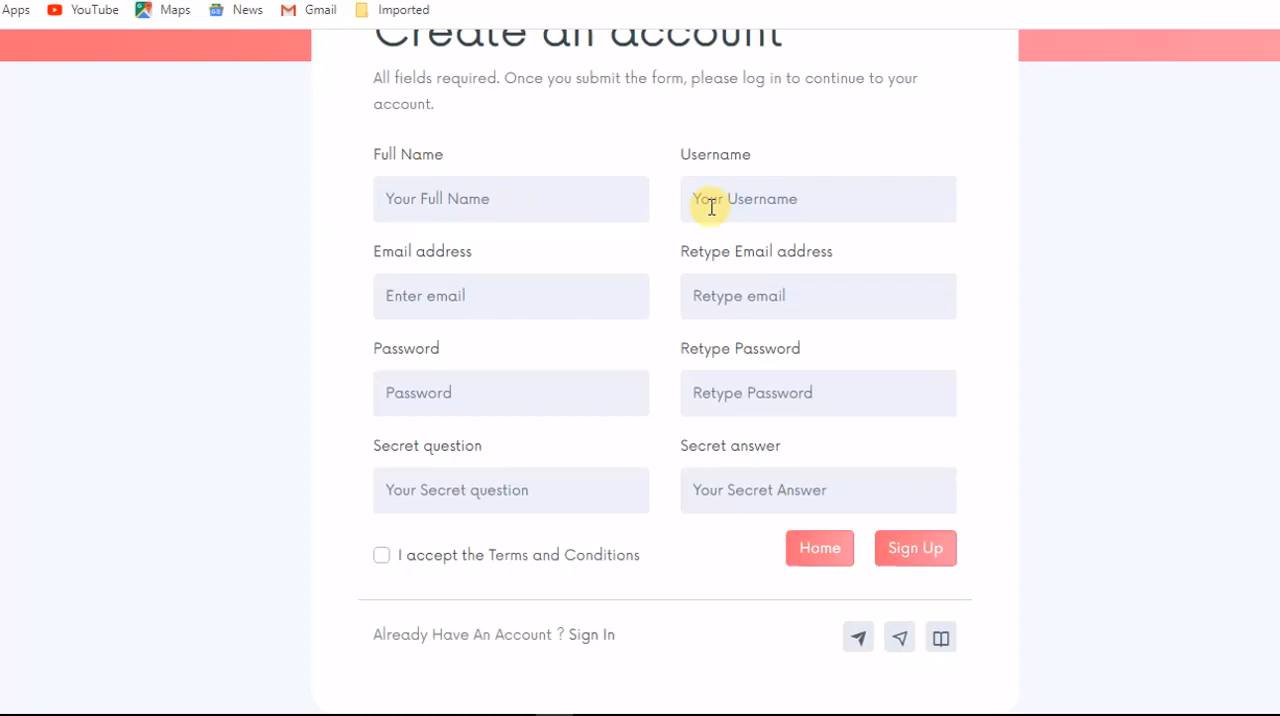 Apps YouTube Maps News Gmail Imported
Create an account
All fields required. Once you submit the form, please log in to continue to your
account.
Full Name Username
Your Full Name Your Username
Email address Retype Email address
Enter email Retype email
Password Retype Password
Password Retype Password
Secret question Secret answer
Your Secret question Your Secret Answer
I accept the Terms and Conditions Home Sign Up
Already Have An Account ? Sign In